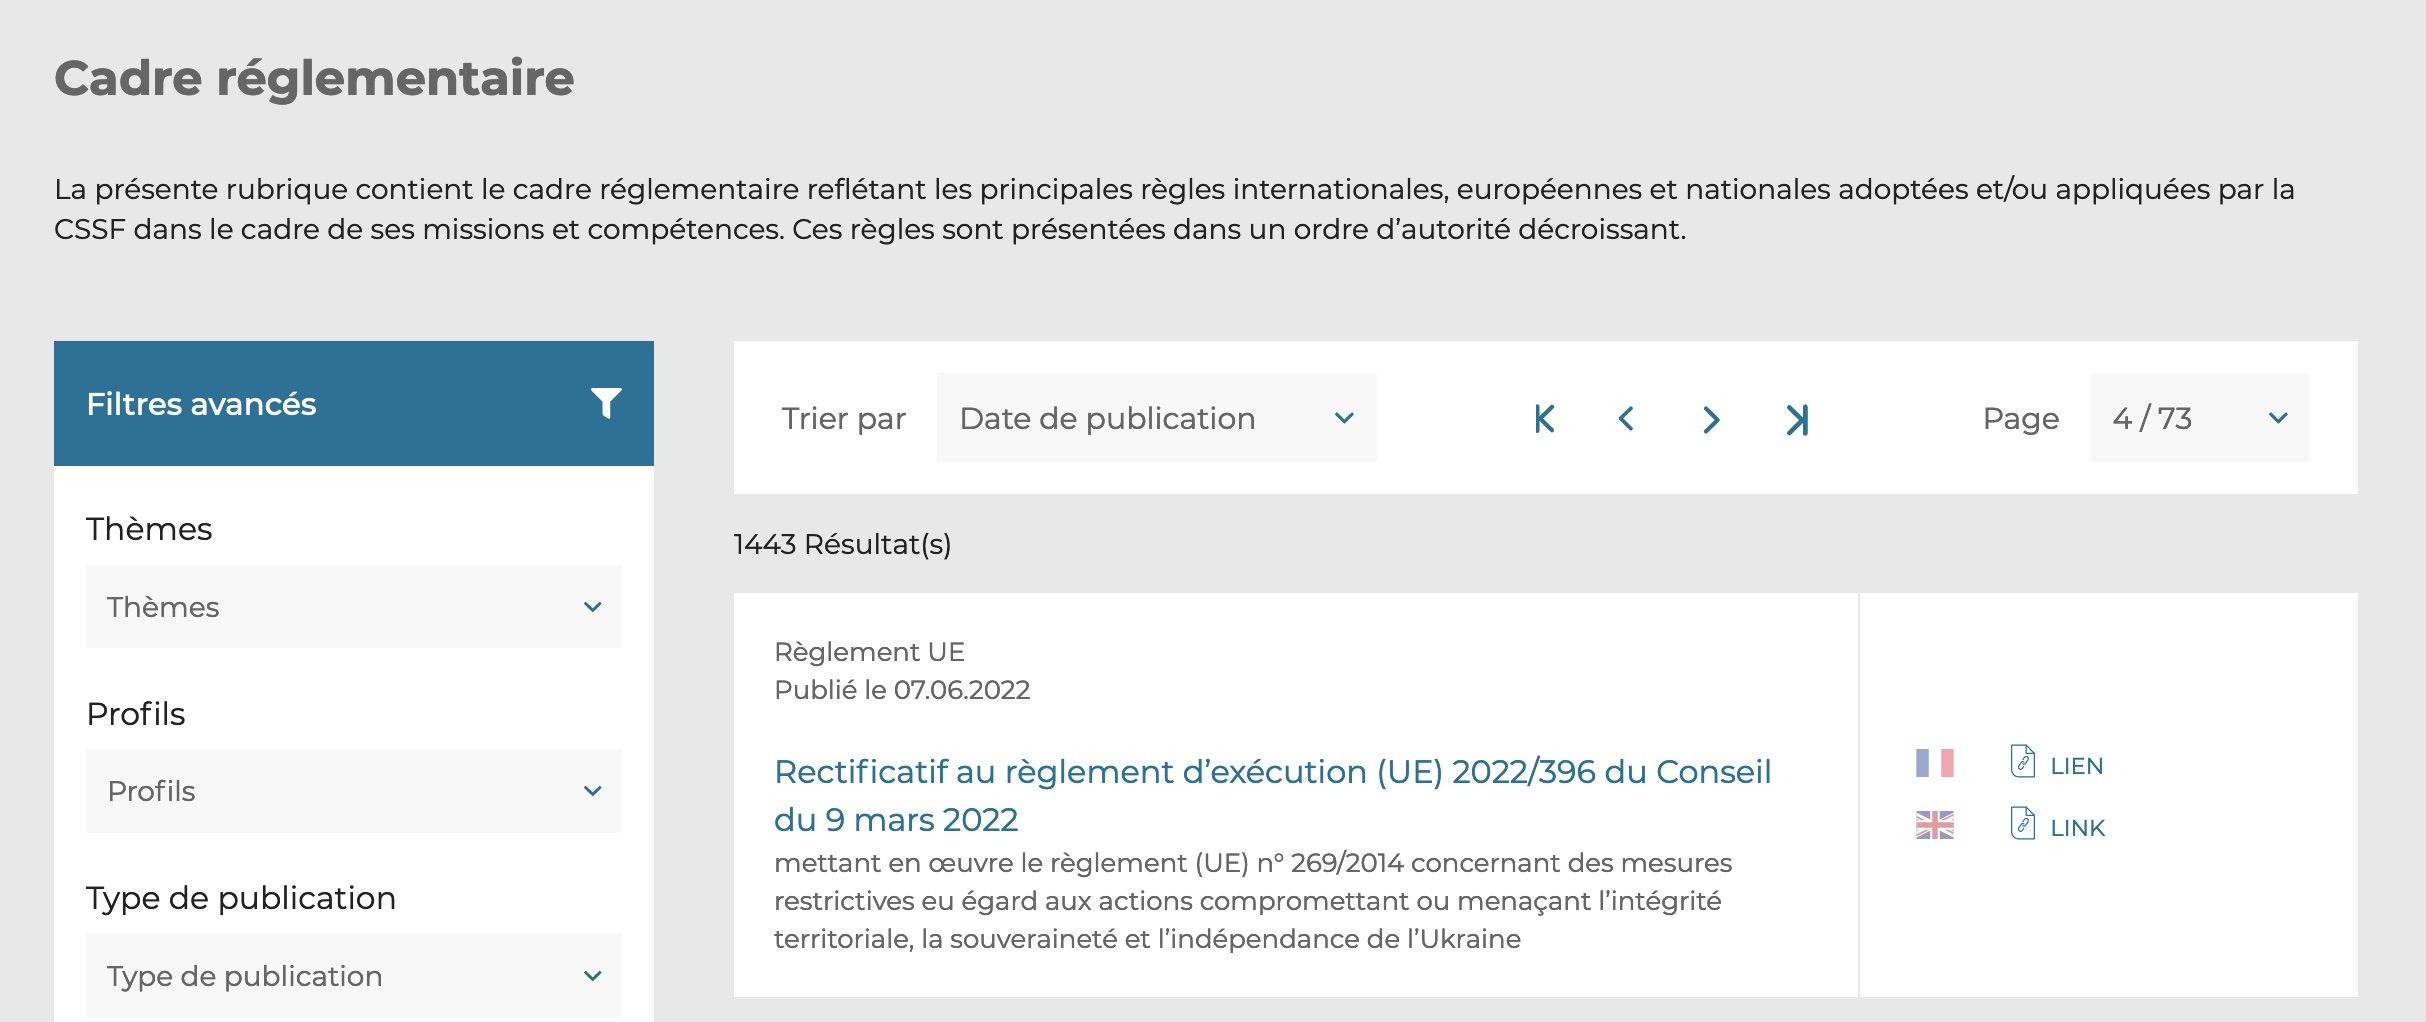 Cadre réglementaire
La présente rubrique contient le cadre réglementaire reflétant les principales règles internationales, européennes et nationales adoptées et/ou appliquées par la
CSSF dans le cadre de ses missions et compétences. Ces règles sont présentées dans un ordre d’autorité décroissant.
Filtres avancés
Thèmes
Thèmes
Profils
Profils
Type de publication
Type de publication
Trier par
Date de publication
Page
4 / 73
1443 Résultat(s)
Règlement UE
Publié le 07.06.2022
Rectificatif au règlement d’exécution (UE) 2022/396 du Conseil
du 9 mars 2022
mettant en œuvre le règlement (UE) n° 269/2014 concernant des mesures
restrictives eu égard aux actions compromettant ou menaçant l’intégrité
territoriale, la souveraineté et l’indépendance de l’Ukraine
LIEN
LINK